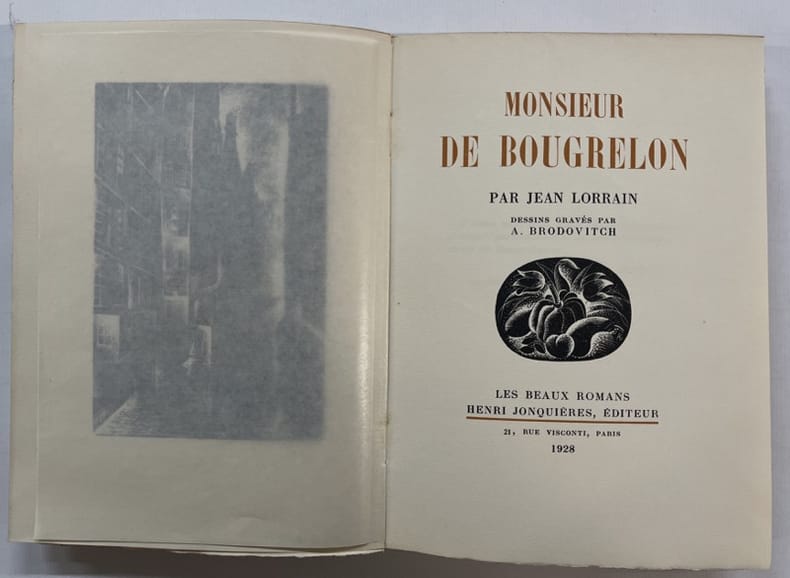 MONSIEUR
DE BOUGRELON
PAR JEAN LORRAIN
DESSINS GRAVÉS PAR
A. BRODOVITCH
LES BEAUX ROMANS
HENRI JONQUIÈRES, ÉDITEUR
21, RUE VISCONTI, PARIS
1928